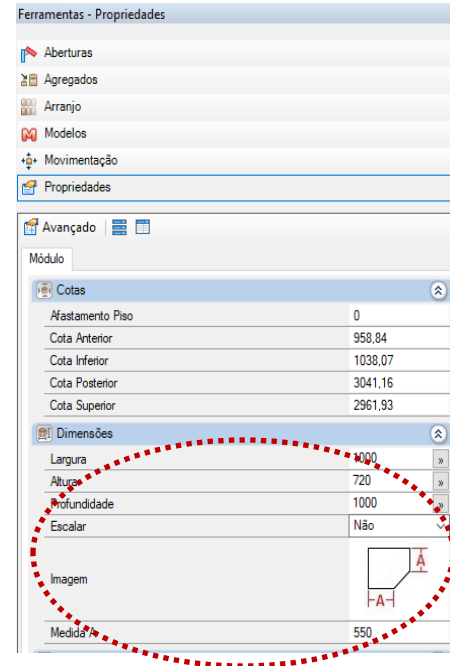 Ferramentas - Propriedades
Aberturas
Agregados
Arranjo
Modelos
Movimentação
Propriedades
Avançado
Módulo
Cotas
Afastamento Piso 0
Cota Anterior 958,84
Cota Inferior 1038,07
Cota Posterior 3041,16
Cota Superior 2961,93
Dimensões
Largura 1000 »
Altura 720 »
Profundidade 1000 »
Escalar Não
A
Imagem
A
Medida A 550